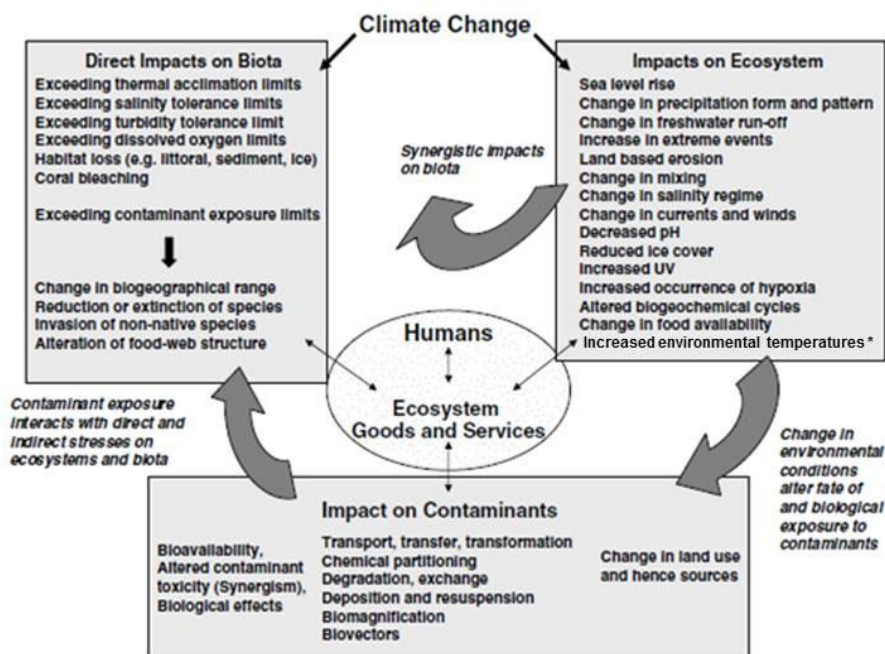 Climate Change
Direct Impacts on Biota
Exceeding thermal acclimation limits
Exceeding salinity tolerance limits
Exceeding turbidity tolerance limit
Exceeding dissolved oxygen limits
Habitat loss (e.g. littoral, sediment, ice)
Coral bleaching
Exceeding contaminant exposure limits
Change in biogeographical range
Reduction or extinction of species
Invasion of non-native species
Alteration of food-web structure
Synergistic impacts
on biota
Impacts on Ecosystem
Sea level rise
Change in precipitation form and pattern
Change in freshwater run-off
Increase in extreme events
Land based erosion
Change in mixing
Change in salinity regime
Change in currents and winds
Decreased pH
Reduced ice cover
Increased UV
Increased occurrence of hypoxia
Altered biogeochemical cycles
Change in food availability
Increased environmental temperatures *
Humans
Ecosystem
Goods and Services
Contaminant exposure
interacts with direct and
indirect stresses on
ecosystems and biota
Change in
environmental
conditions
alter fate of
and biological
exposure to
contaminants
Impact on Contaminants
Bioavailability,
Altered contaminant
toxicity (Synergism),
Biological effects
Transport, transfer, transformation
Chemical partitioning
Degradation, exchange
Deposition and resuspension
Biomagnification
Biovectors
Change in land use
and hence sources